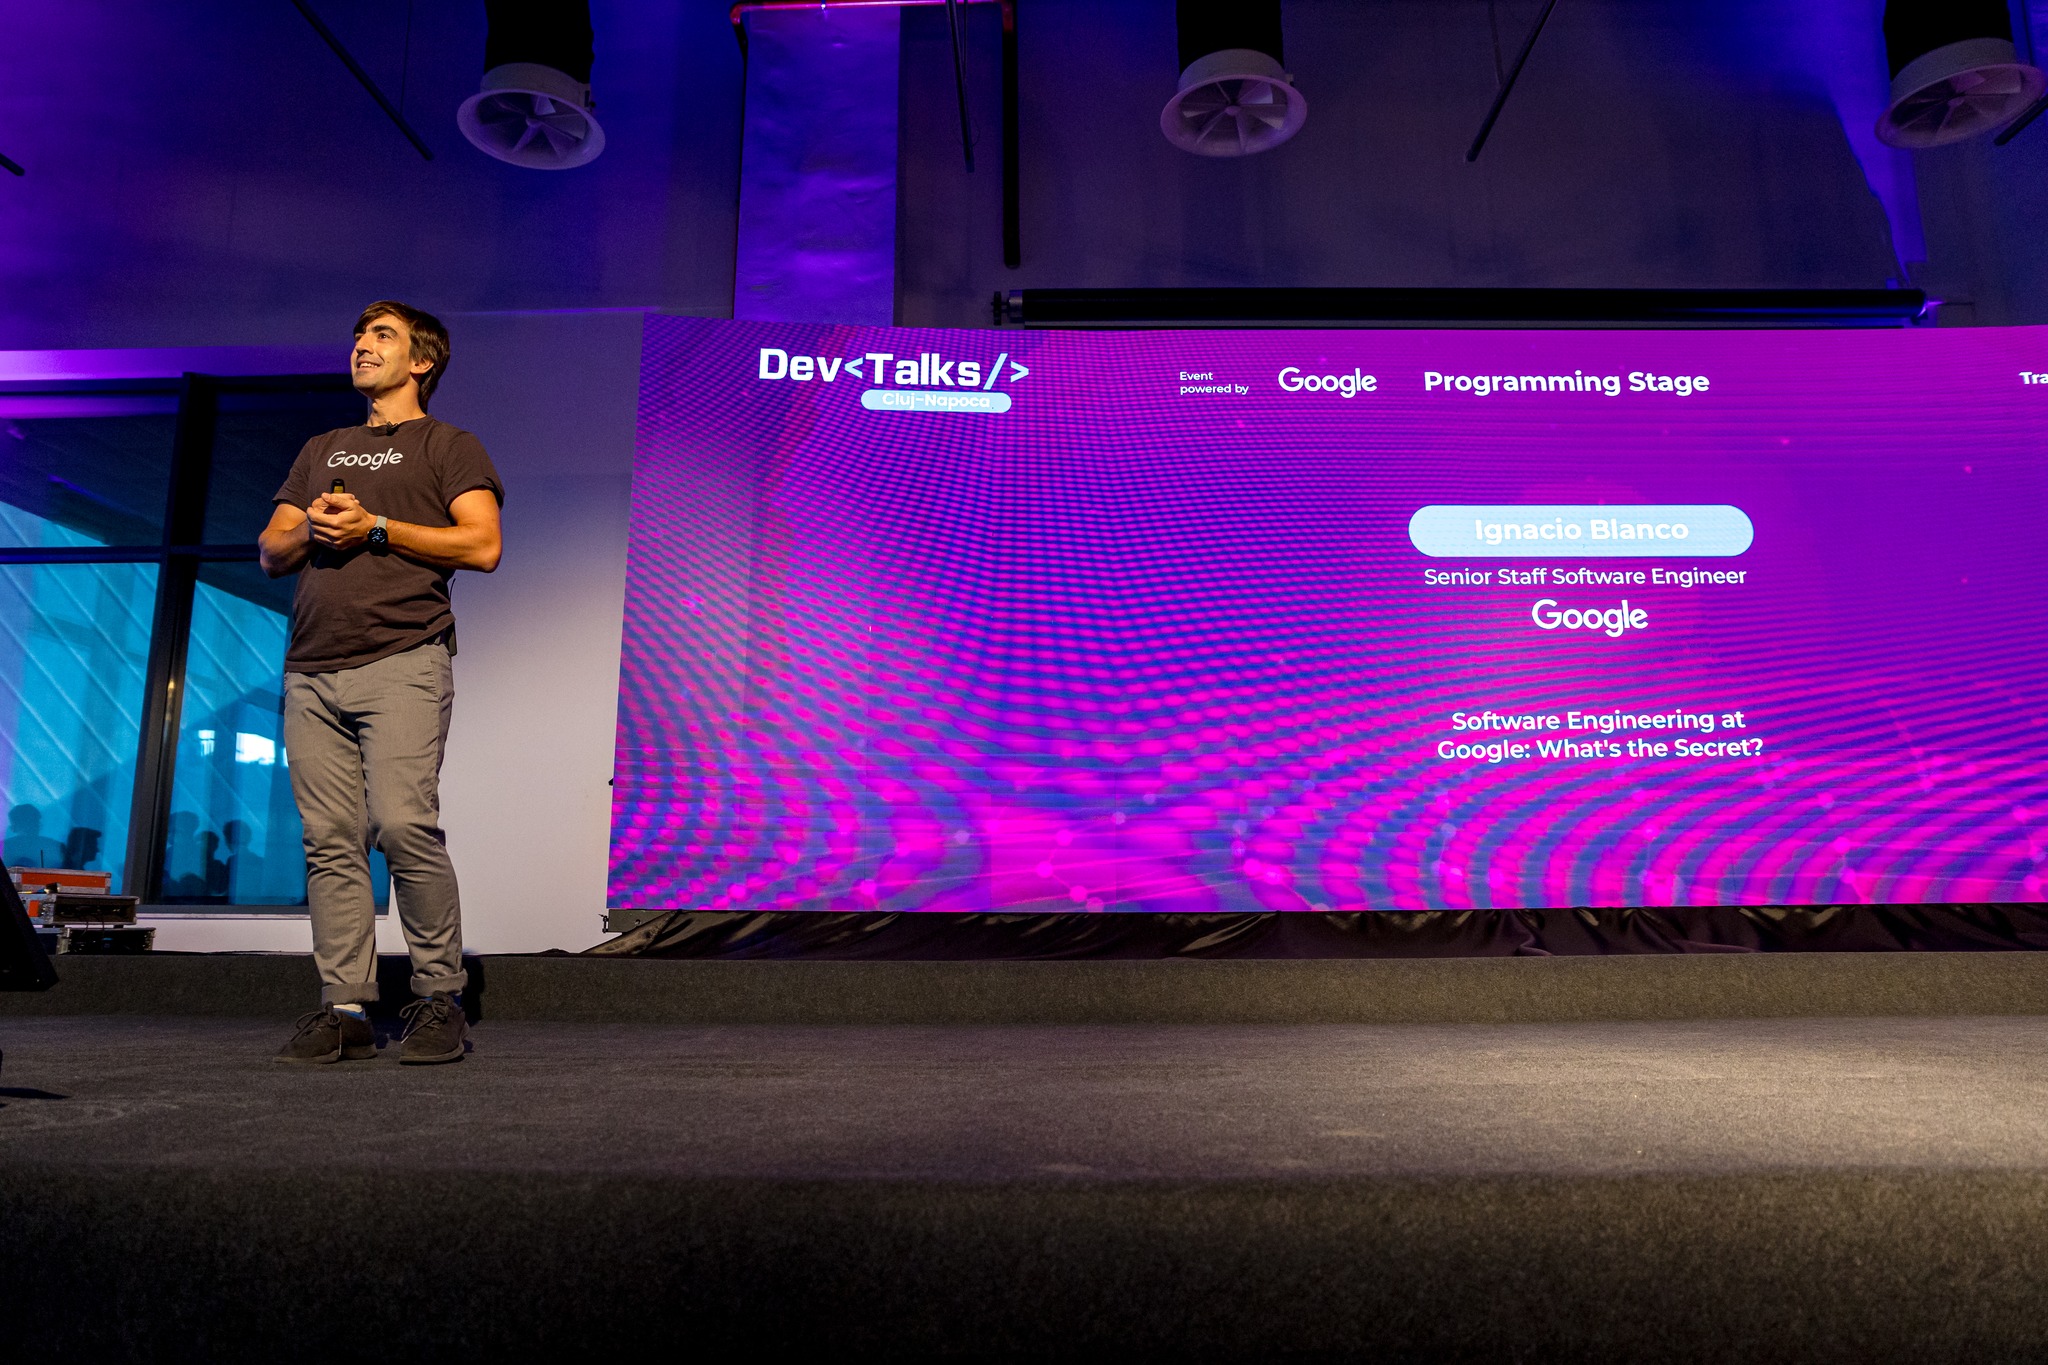 Dev<Talks/>
Cluj-Napoca
Event
powered by
Google
Programming Stage
Google
Ignacio Blanco
Senior Staff Software Engineer
Google
Software Engineering at
Google: What's the Secret?